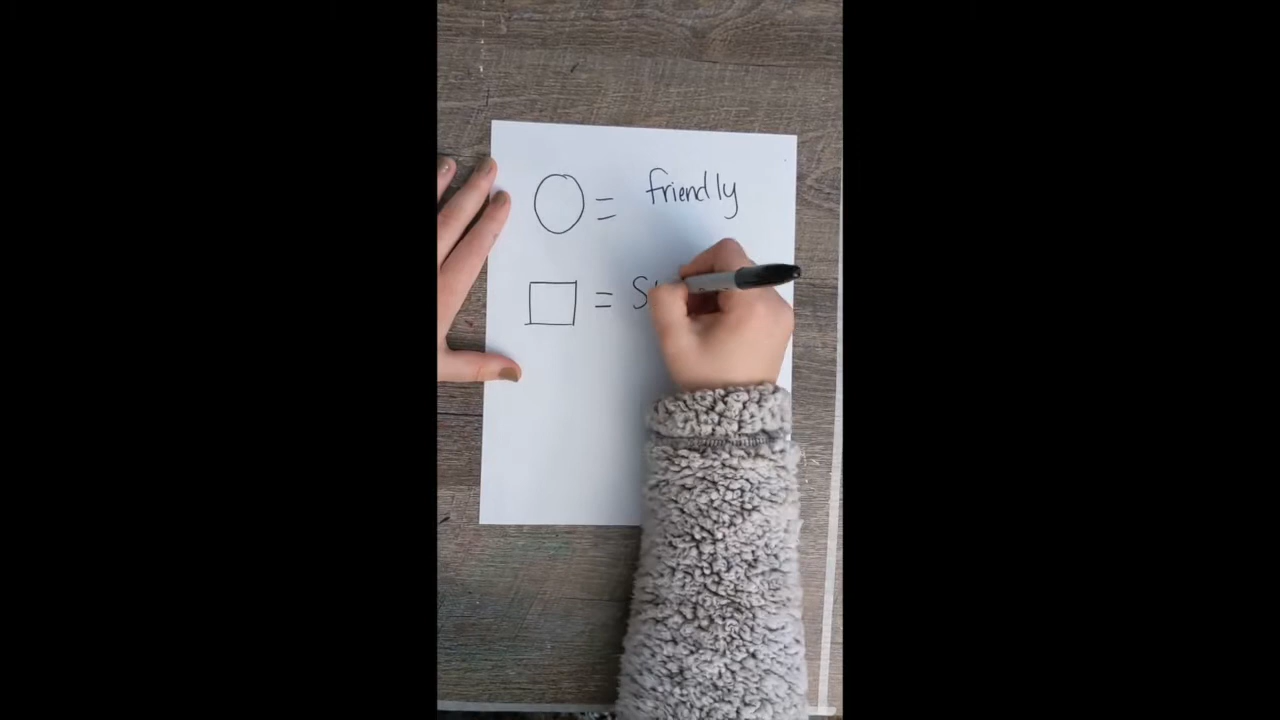 = friendly
=